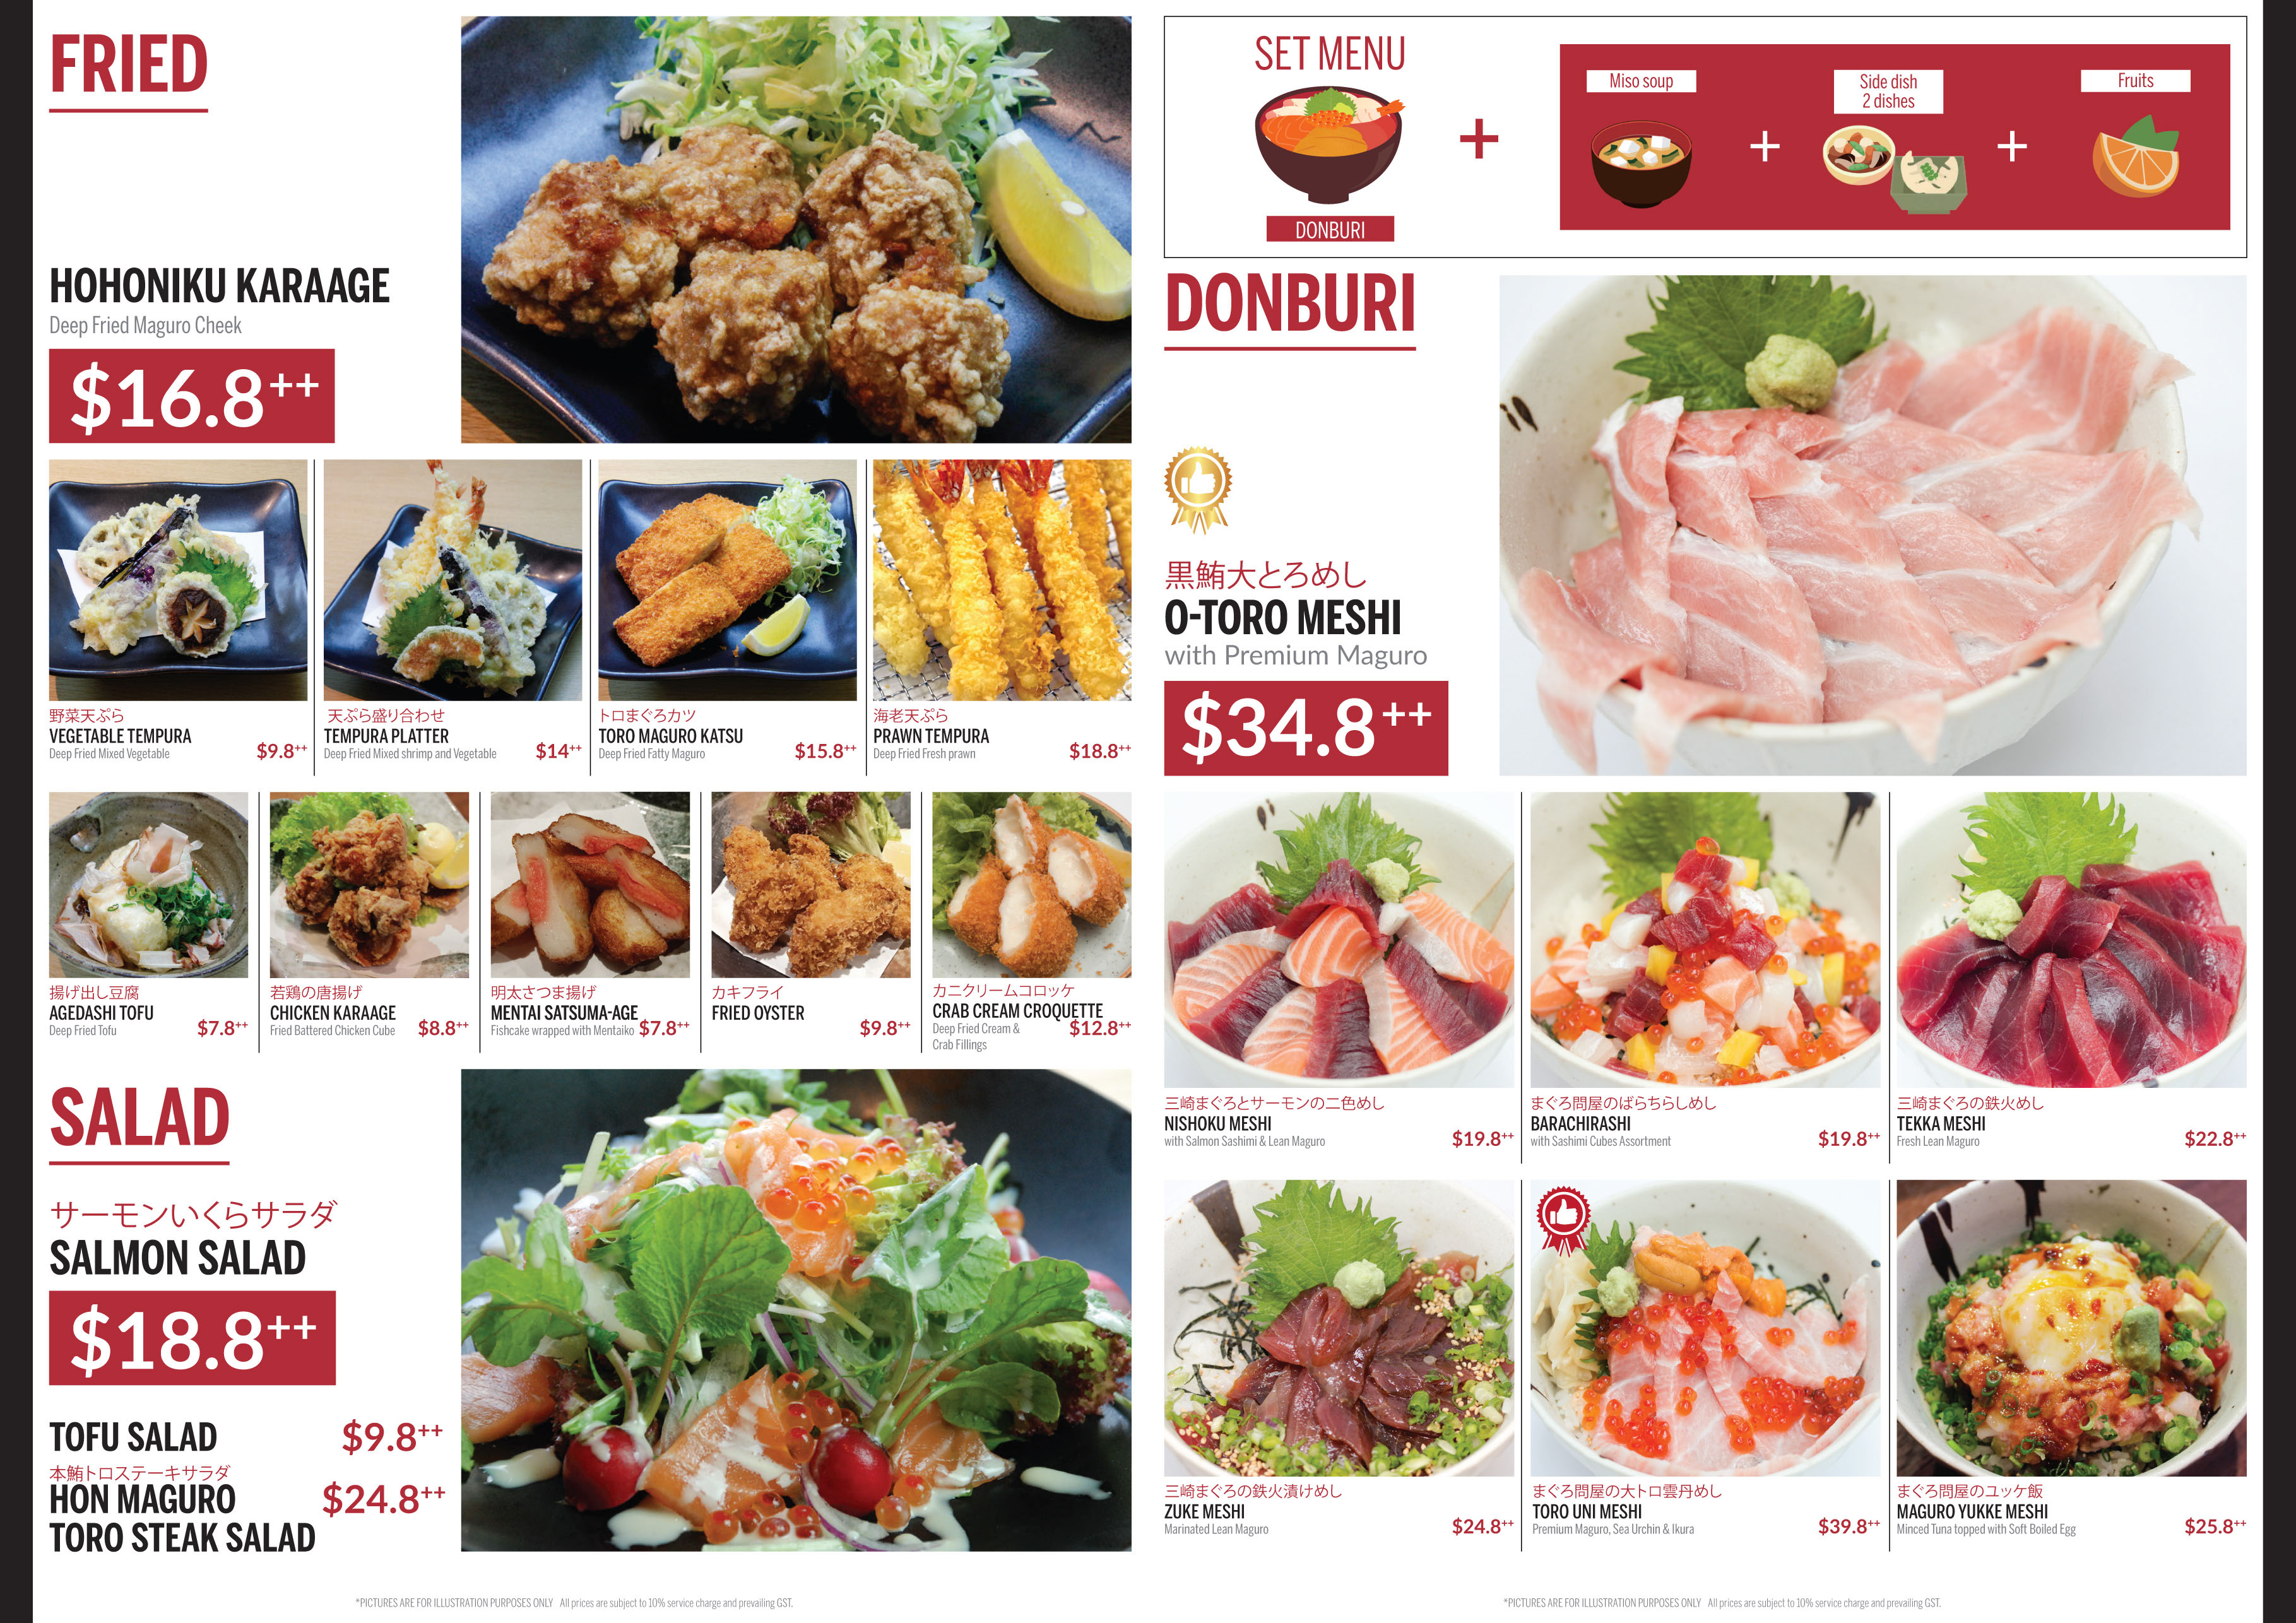 FRIED
HOHONIKU KARAAGE
Deep Fried Maguro Cheek
$16.8++
野菜天ぷら
VEGETABLE TEMPURA
Deep Fried Mixed Vegetable
$9.8++
天ぷら盛り合わせ
TEMPURA PLATTER
Deep Fried Mixed shrimp and Vegetable
$14++
トロまぐろカツ
TORO MAGURO KATSU
Deep Fried Fatty Maguro
$15.8++
海老天ぷら
PRAWN TEMPURA
Deep Fried Fresh prawn
$18.8++
揚げ出し豆腐
AGEDASHI TOFU
Deep Fried Tofu
$7.8++
若鶏の唐揚げ
CHICKEN KARAAGE
Fried Battered Chicken Cube
$8.8++
明太さつま揚げ
MENTAI SATSUMA-AGE
Fishcake wrapped with Mentaiko
$7.8++
カキフライ
FRIED OYSTER
$9.8++
カニクリームコロッケ
CRAB CREAM CROQUETTE
Deep Fried Cream &
Crab Fillings
$12.8++
SALAD
サーモンいくらサラダ
SALMON SALAD
$18.8++
TOFU SALAD
$9.8++
本鮪トロステーキサラダ
HON MAGURO
TORO STEAK SALAD
$24.8++
*PICTURES ARE FOR ILLUSTRATION PURPOSES ONLY All prices are subject to 10% service charge and prevailing GST.
SET MENU
DONBURI
+
Miso soup
+
Side dish
2 dishes
+
Fruits
DONBURI
黒鮪大とろめし
O-TORO MESHI
with Premium Maguro
$34.8++
三崎まぐろとサーモンの二色めし
NISHOKU MESHI
with Salmon Sashimi & Lean Maguro
$19.8++
まぐろ問屋のばらちらしめし
BARACHIRASHI
with Sashimi Cubes Assortment
$19.8++
三崎まぐろの鉄火めし
TEKKA MESHI
Fresh Lean Maguro
$22.8++
三崎まぐろの鉄火漬けめし
ZUKE MESHI
Marinated Lean Maguro
$24.8++
まぐろ問屋の大トロ雲丹めし
TORO UNI MESHI
Premium Maguro, Sea Urchin & Ikura
$39.8++
まぐろ問屋のユッケ飯
MAGURO YUKKE MESHI
Minced Tuna topped with Soft Boiled Egg
$25.8++
*PICTURES ARE FOR ILLUSTRATION PURPOSES ONLY All prices are subject to 10% service charge and prevailing GST.